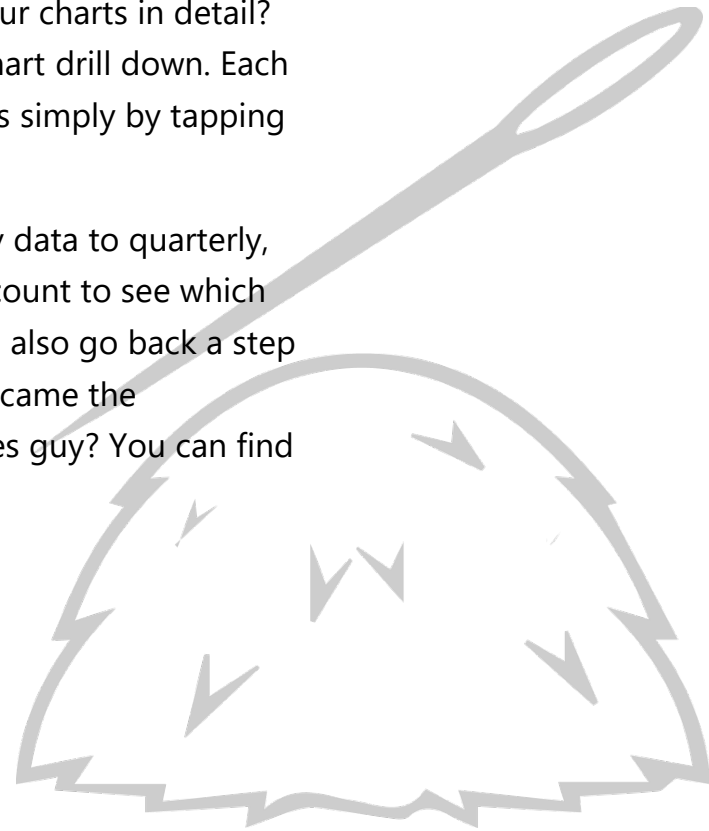 ur charts in detail?
art drill down. Each
s simply by tapping
data to quarterly,
count to see which
also go back a step
came the
es guy? You can find